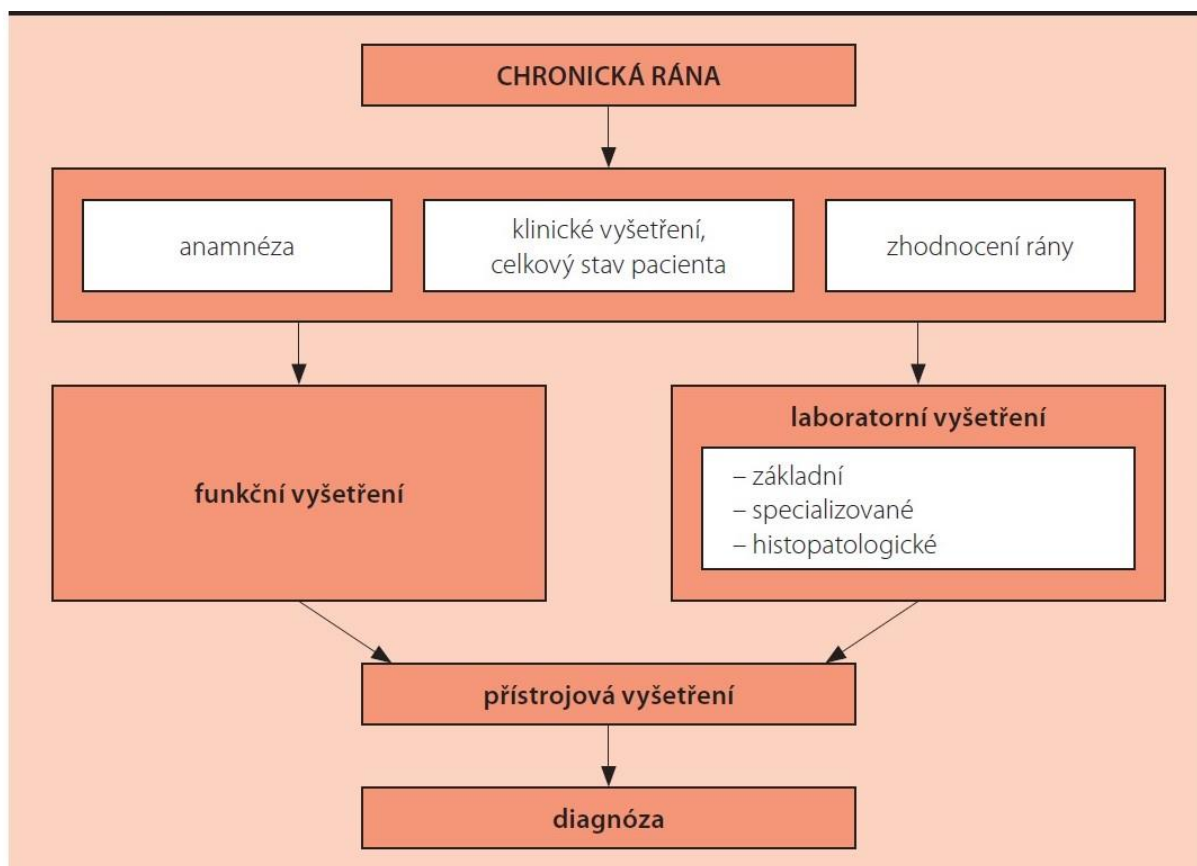 CHRONICKÁ RÁNA
anamnéza
klinické vyšetření,
celkový stav pacienta
zhodnocení rány
funkční vyšetření
laboratorní vyšetření
– základní
– specializované
– histopatologické
přístrojová vyšetření
diagnóza